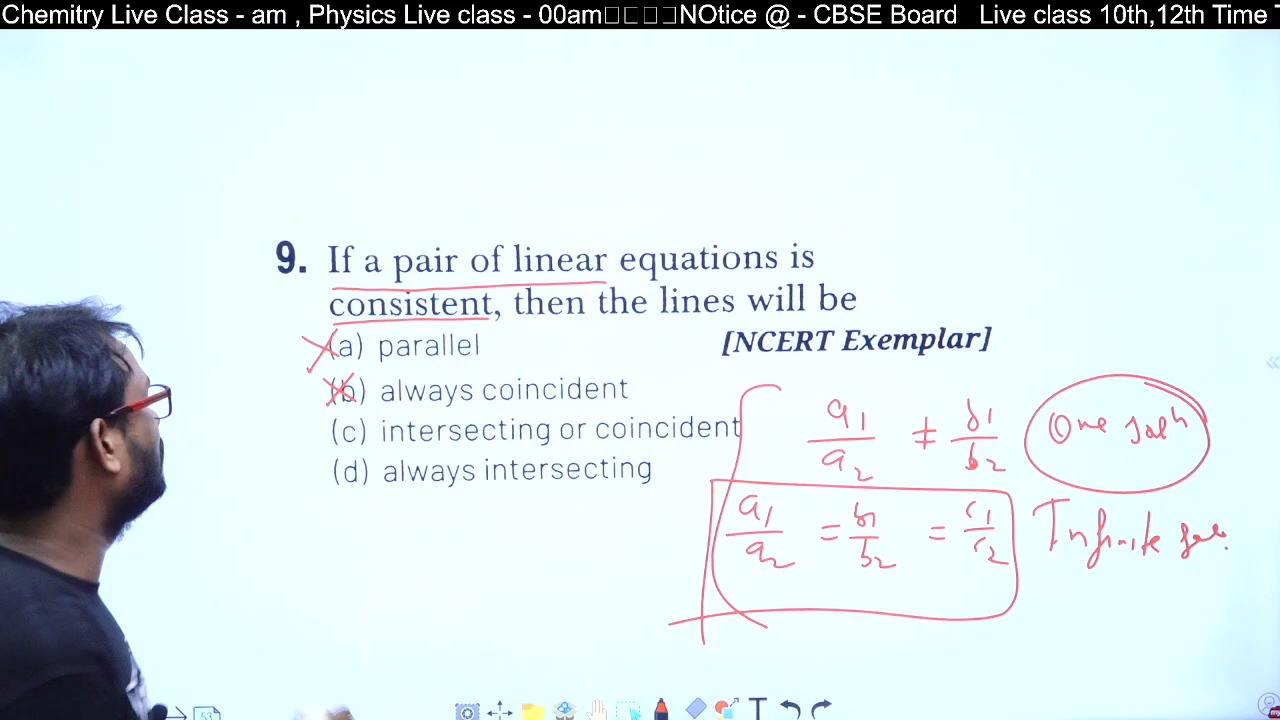 Chemitry Live Class - am , Physics Live class - 00am□□□□NOtice @ - CBSE Board Live class 10th,12th Time T
9. If a pair of linear equations is
consistent, then the lines will be
[NCERT Exemplar]
(a) parallel
(b) always coincident
(c) intersecting or coincident
(d) always intersecting
a1/a2 ≠ b1/b2 One soln
a1/a2 = b1/b2 = c1/c2 Infinite sol.
53
T